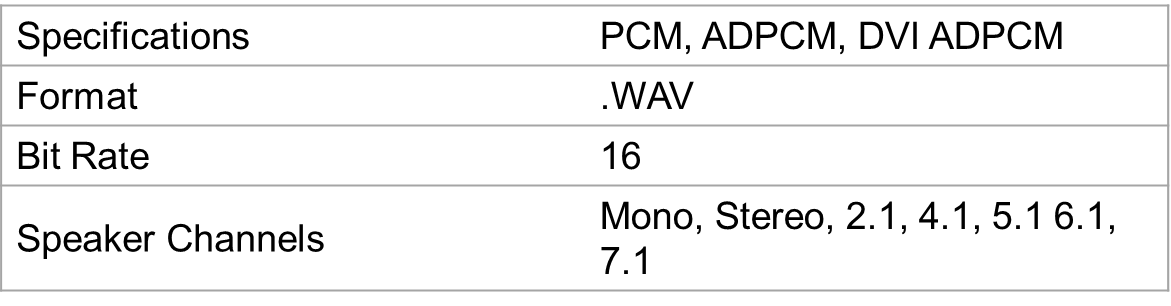 Specifications PCM, ADPCM, DVI ADPCM
Format .WAV
Bit Rate 16
Speaker Channels Mono, Stereo, 2.1, 4.1, 5.1 6.1,
7.1